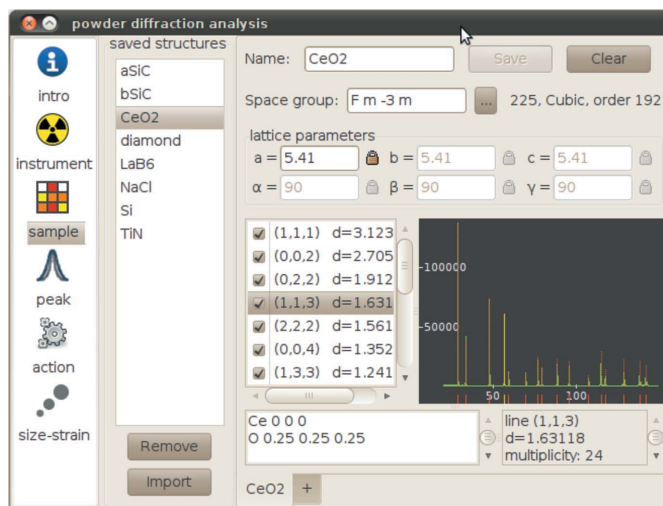 powder diffraction analysis
intro
instrument
sample
peak
action
size-strain
saved structures
aSiC
bSiC
CeO2
diamond
LaB6
NaCl
Si
TiN
Remove
Import
Name: CeO2 Save Clear
Space group: F m -3 m ... 225, Cubic, order 192
lattice parameters
a = 5.41 b = 5.41 c = 5.41
α = 90 β = 90 γ = 90
(1,1,1) d=3.123
(0,0,2) d=2.705
(0,2,2) d=1.912
(1,1,3) d=1.631
(2,2,2) d=1.561
(0,0,4) d=1.352
(1,3,3) d=1.241
100000
50000
50 100
Ce 0 0 0
O 0.25 0.25 0.25
line (1,1,3)
d=1.63118
multiplicity: 24
CeO2 +